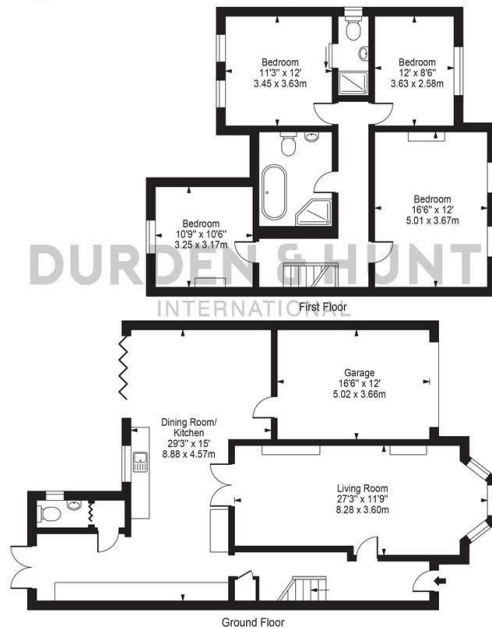 Bedroom
11'3" x 12'
3.45 x 3.63m
Bedroom
12' x 8'6"
3.63 x 2.58m
Bedroom
10'9" x 10'6"
3.25 x 3.17m
Bedroom
16'6" x 12'
5.01 x 3.67m
DURDEN & HUNT
INTERNATIONAL
First Floor
Dining Room/
Kitchen
29'3" x 15'
8.88 x 4.57m
Garage
16'6" x 12'
5.02 x 3.66m
Living Room
27'3" x 11'9"
8.28 x 3.60m
Ground Floor